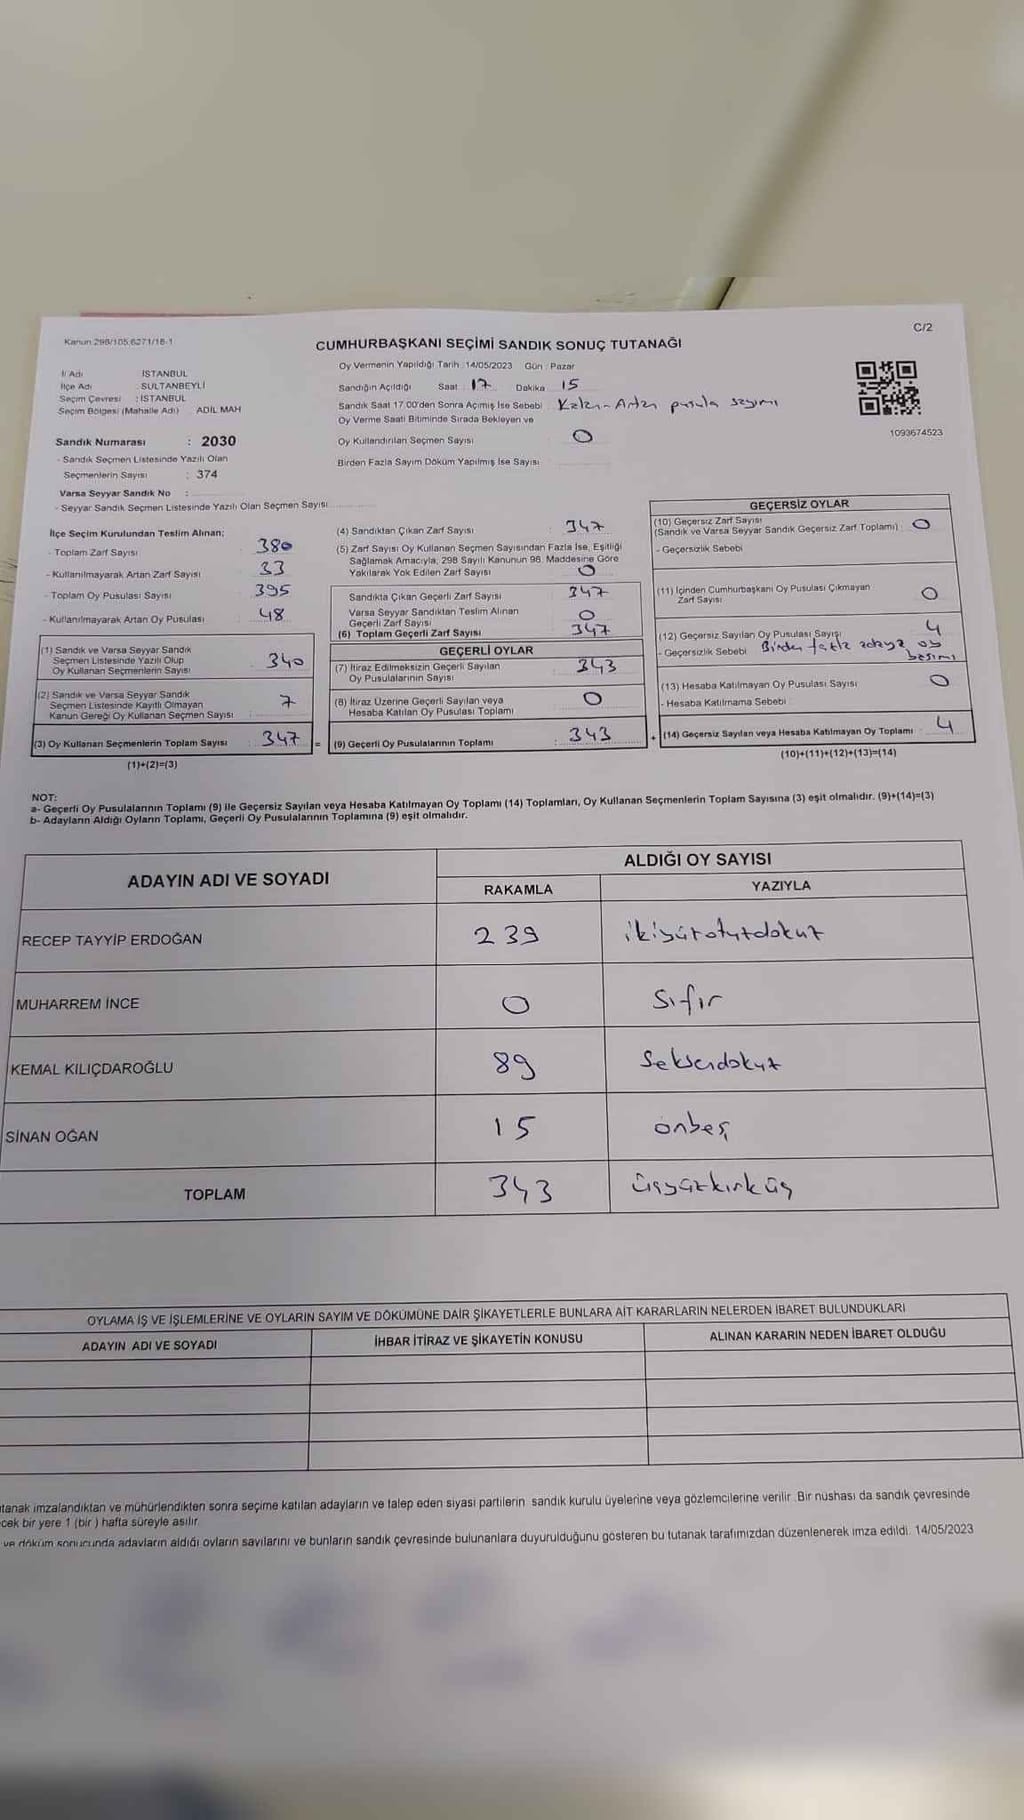 C/2
Kanun:298/105,6271/18-1
CUMHURBAŞKANI SEÇİMİ SANDIK SONUÇ TUTANAĞI
Oy Vermenin Yapıldığı Tarih : 14/05/2023 Gün : Pazar
İl Adı : İSTANBUL
İlçe Adı : SULTANBEYLİ
Seçim Çevresi : İSTANBUL
Seçim Bölgesi (Mahalle Adı) ADİL MAH
Sandığın Açıldığı Saat 17 Dakika 15
Sandık Saat 17.00'den Sonra Açımış İse Sebebi : Kalan-Artan pusula sayımı
Oy Verme Saati Bitiminde Sırada Bekleyen ve
Oy Kullandırılan Seçmen Sayısı 0
Birden Fazla Sayım Döküm Yapılmış İse Sayısı
1093674523
Sandık Numarası : 2030
- Sandık Seçmen Listesinde Yazılı Olan
Seçmenlerin Sayısı : 374
Varsa Seyyar Sandık No :
- Seyyar Sandık Seçmen Listesinde Yazılı Olan Seçmen Sayısı
İlçe Seçim Kurulundan Teslim Alınan;
- Toplam Zarf Sayısı 380
- Kullanılmayarak Artan Zarf Sayısı 33
- Toplam Oy Pusulası Sayısı 395
- Kullanılmayarak Artan Oy Pusulası 48
(1) Sandık ve Varsa Seyyar Sandık
Seçmen Listesinde Yazılı Olup
Oy Kullanan Seçmenlerin Sayısı 340
(2) Sandık ve Varsa Seyyar Sandık
Seçmen Listesinde Kayıtlı Olmayan
Kanun Gereği Oy Kullanan Seçmen Sayısı 7
(3) Oy Kullanan Seçmenlerin Toplam Sayısı 347 =
(1)+(2)=(3)
(4) Sandıktan Çıkan Zarf Sayısı : 347
(5) Zarf Sayısı Oy Kullanan Seçmen Sayısından Fazla İse, Eşitliği
Sağlamak Amacıyla, 298 Sayılı Kanunun 98. Maddesine Göre
Yakılarak Yok Edilen Zarf Sayısı 0
Sandıkta Çıkan Geçerli Zarf Sayısı 347
Varsa Seyyar Sandıktan Teslim Alınan
Geçerli Zarf Sayısı 0
(6) Toplam Geçerli Zarf Sayısı 347
GEÇERLİ OYLAR
(7) İtiraz Edilmeksizin Geçerli Sayılan
Oy Pusulalarının Sayısı 343
(8) İtiraz Üzerine Geçerli Sayılan veya
Hesaba Katılan Oy Pusulası Toplamı 0
(9) Geçerli Oy Pusulalarının Toplamı : 343 +
GEÇERSİZ OYLAR
(10) Geçersiz Zarf Sayısı
(Sandık ve Varsa Seyyar Sandık Geçersiz Zarf Toplamı) : 0
- Geçersizlik Sebebi
(11) İçinden Cumhurbaşkanı Oy Pusulası Çıkmayan
Zarf Sayısı 0
(12) Geçersiz Sayılan Oy Pusulası Sayısı 4
- Geçersizlik Sebebi Birden fazla adaya oy
basımı
(13) Hesaba Katılmayan Oy Pusulası Sayısı 0
- Hesaba Katılmama Sebebi
(14) Geçersiz Sayılan veya Hesaba Katılmayan Oy Toplamı 4
(10)+(11)+(12)+(13)=(14)
NOT:
a- Geçerli Oy Pusulalarının Toplamı (9) ile Geçersiz Sayılan veya Hesaba Katılmayan Oy Toplamı (14) Toplamları, Oy Kullanan Seçmenlerin Toplam Sayısına (3) eşit olmalıdır. (9)+(14)=(3)
b- Adayların Aldığı Oyların Toplamı, Geçerli Oy Pusulalarının Toplamına (9) eşit olmalıdır.
ADAYIN ADI VE SOYADI ALDIĞI OY SAYISI
RAKAMLA YAZIYLA
RECEP TAYYİP ERDOĞAN 239 ikiyüzotuzdokuz
MUHARREM İNCE 0 sıfır
KEMAL KILIÇDAROĞLU 89 Seksendokuz
SİNAN OĞAN 15 onbeş
TOPLAM 343 üçyüzkırküç
OYLAMA İŞ VE İŞLEMLERİNE VE OYLARIN SAYIM VE DÖKÜMÜNE DAİR ŞİKAYETLERLE BUNLARA AİT KARARLARIN NELERDEN İBARET BULUNDUKLARI
ADAYIN ADI VE SOYADI İHBAR İTİRAZ VE ŞİKAYETİN KONUSU ALINAN KARARIN NEDEN İBARET OLDUĞU
utanak imzalandıktan ve mühürlendikten sonra seçime katılan adayların ve talep eden siyasi partilerin sandık kurulu üyelerine veya gözlemcilerine verilir. Bir nüshası da sandık çevresinde
cek bir yere 1 (bir) hafta süreyle asılır.
ve döküm sonucunda adayların aldığı oyların sayılarını ve bunların sandık çevresinde bulunanlara duyurulduğunu gösteren bu tutanak tarafımızdan düzenlenerek imza edildi. 14/05/2023